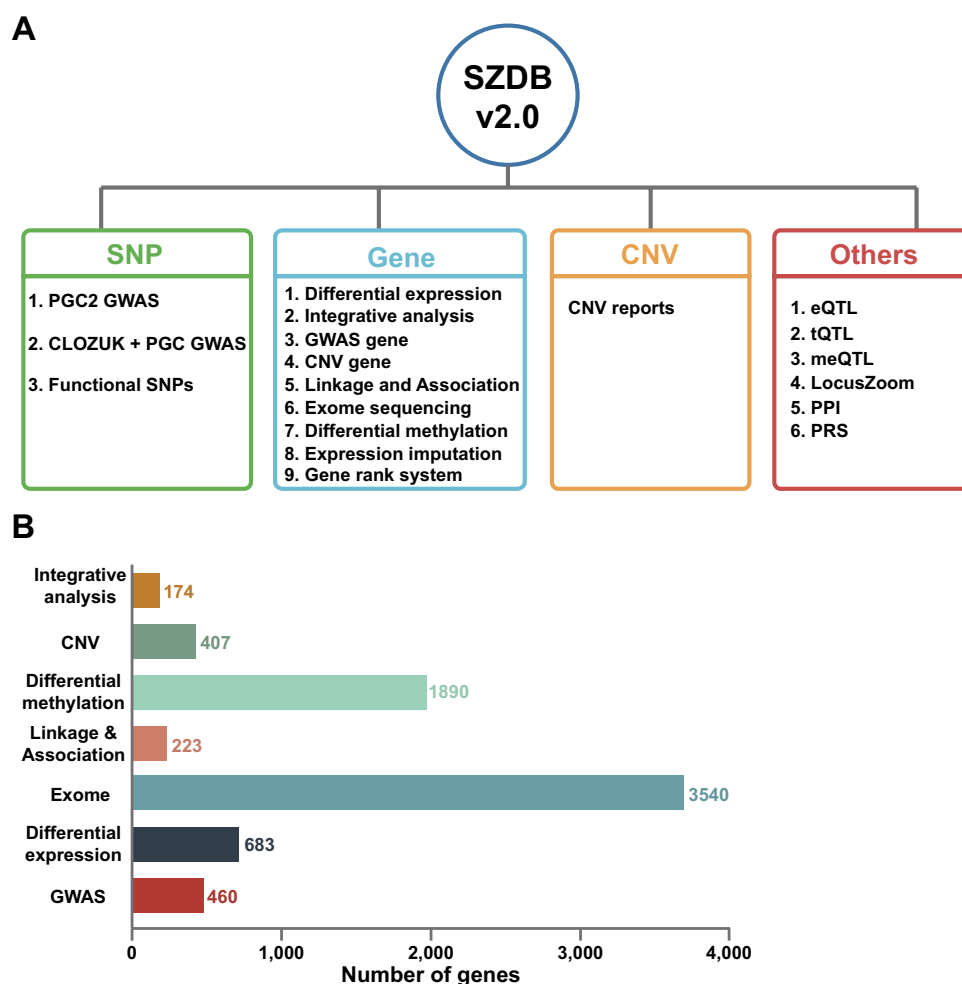 A
SZDB
v2.0
SNP
1. PGC2 GWAS
2. CLOZUK + PGC GWAS
3. Functional SNPs
Gene
1. Differential expression
2. Integrative analysis
3. GWAS gene
4. CNV gene
5. Linkage and Association
6. Exome sequencing
7. Differential methylation
8. Expression imputation
9. Gene rank system
CNV
CNV reports
Others
1. eQTL
2. tQTL
3. meQTL
4. LocusZoom
5. PPI
6. PRS
B
Integrative
analysis
174
CNV
407
Differential
methylation
1890
Linkage &
Association
223
Exome
3540
Differential
expression
683
GWAS
460
0 1,000 2,000 3,000 4,000
Number of genes